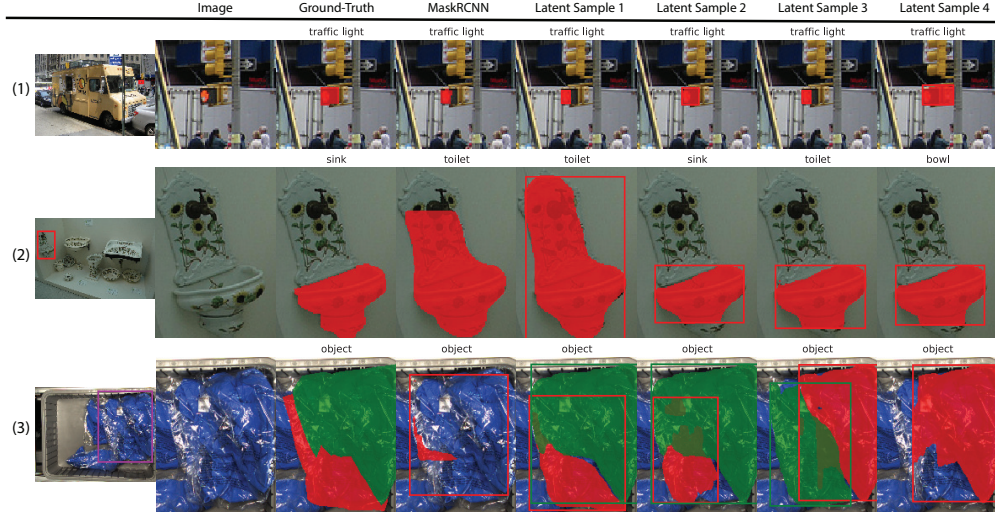 Image Ground-Truth MaskRCNN Latent Sample 1 Latent Sample 2 Latent Sample 3 Latent Sample 4
traffic light traffic light traffic light traffic light traffic light traffic light
(1)
sink toilet toilet sink toilet bowl
(2)
object object object object object object
(3)